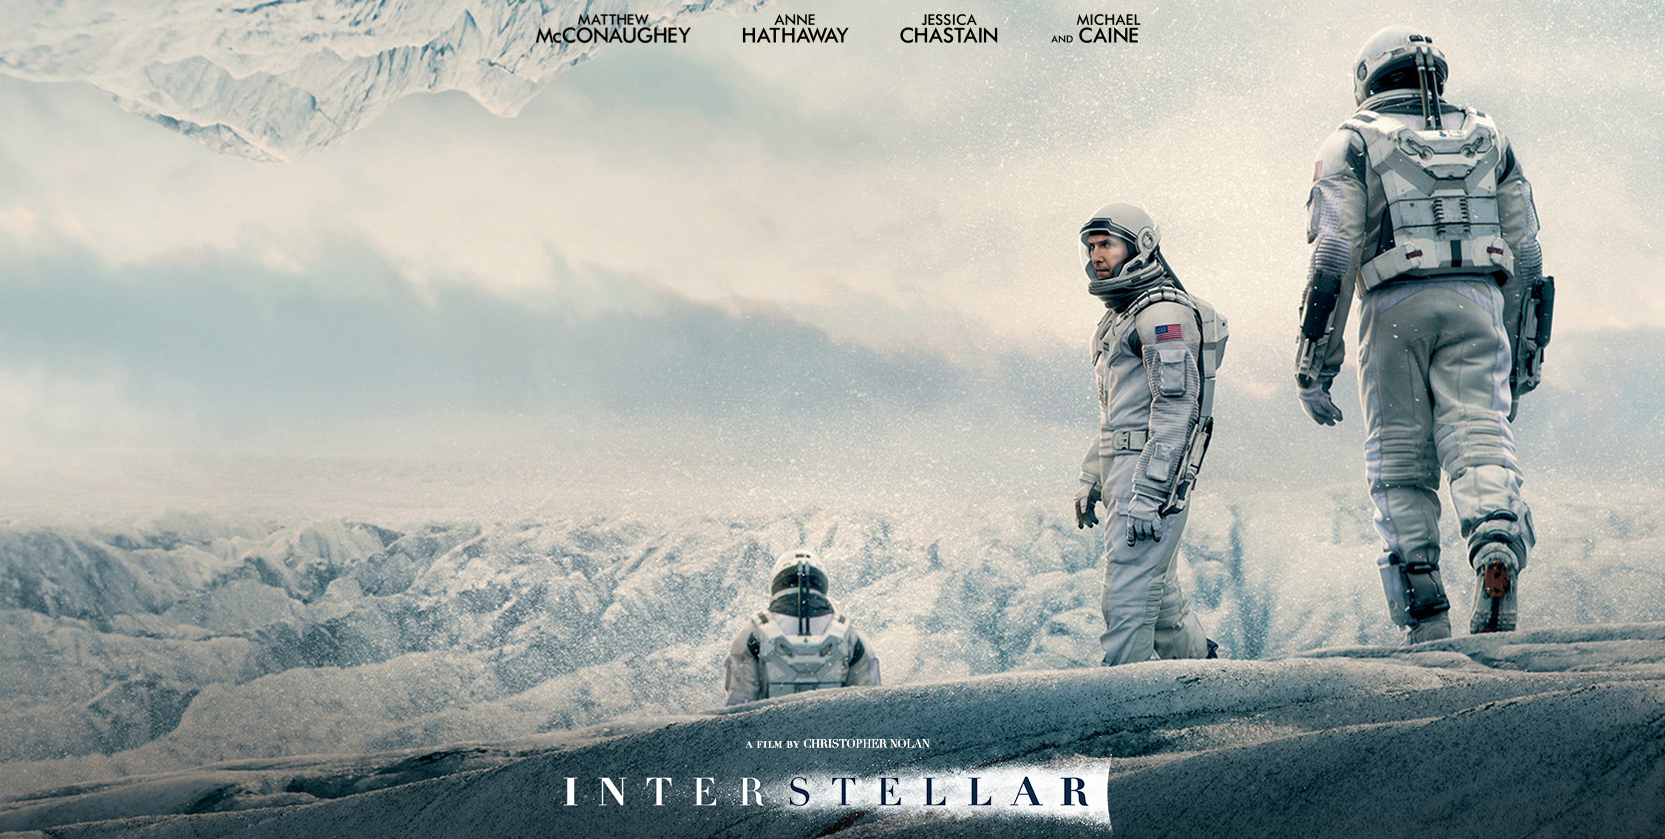 MATTHEW
McCONAUGHEY
ANNE
HATHAWAY
JESSICA
CHASTAIN
MICHAEL
AND CAINE
A FILM BY CHRISTOPHER NOLAN
INTERSTELLAR